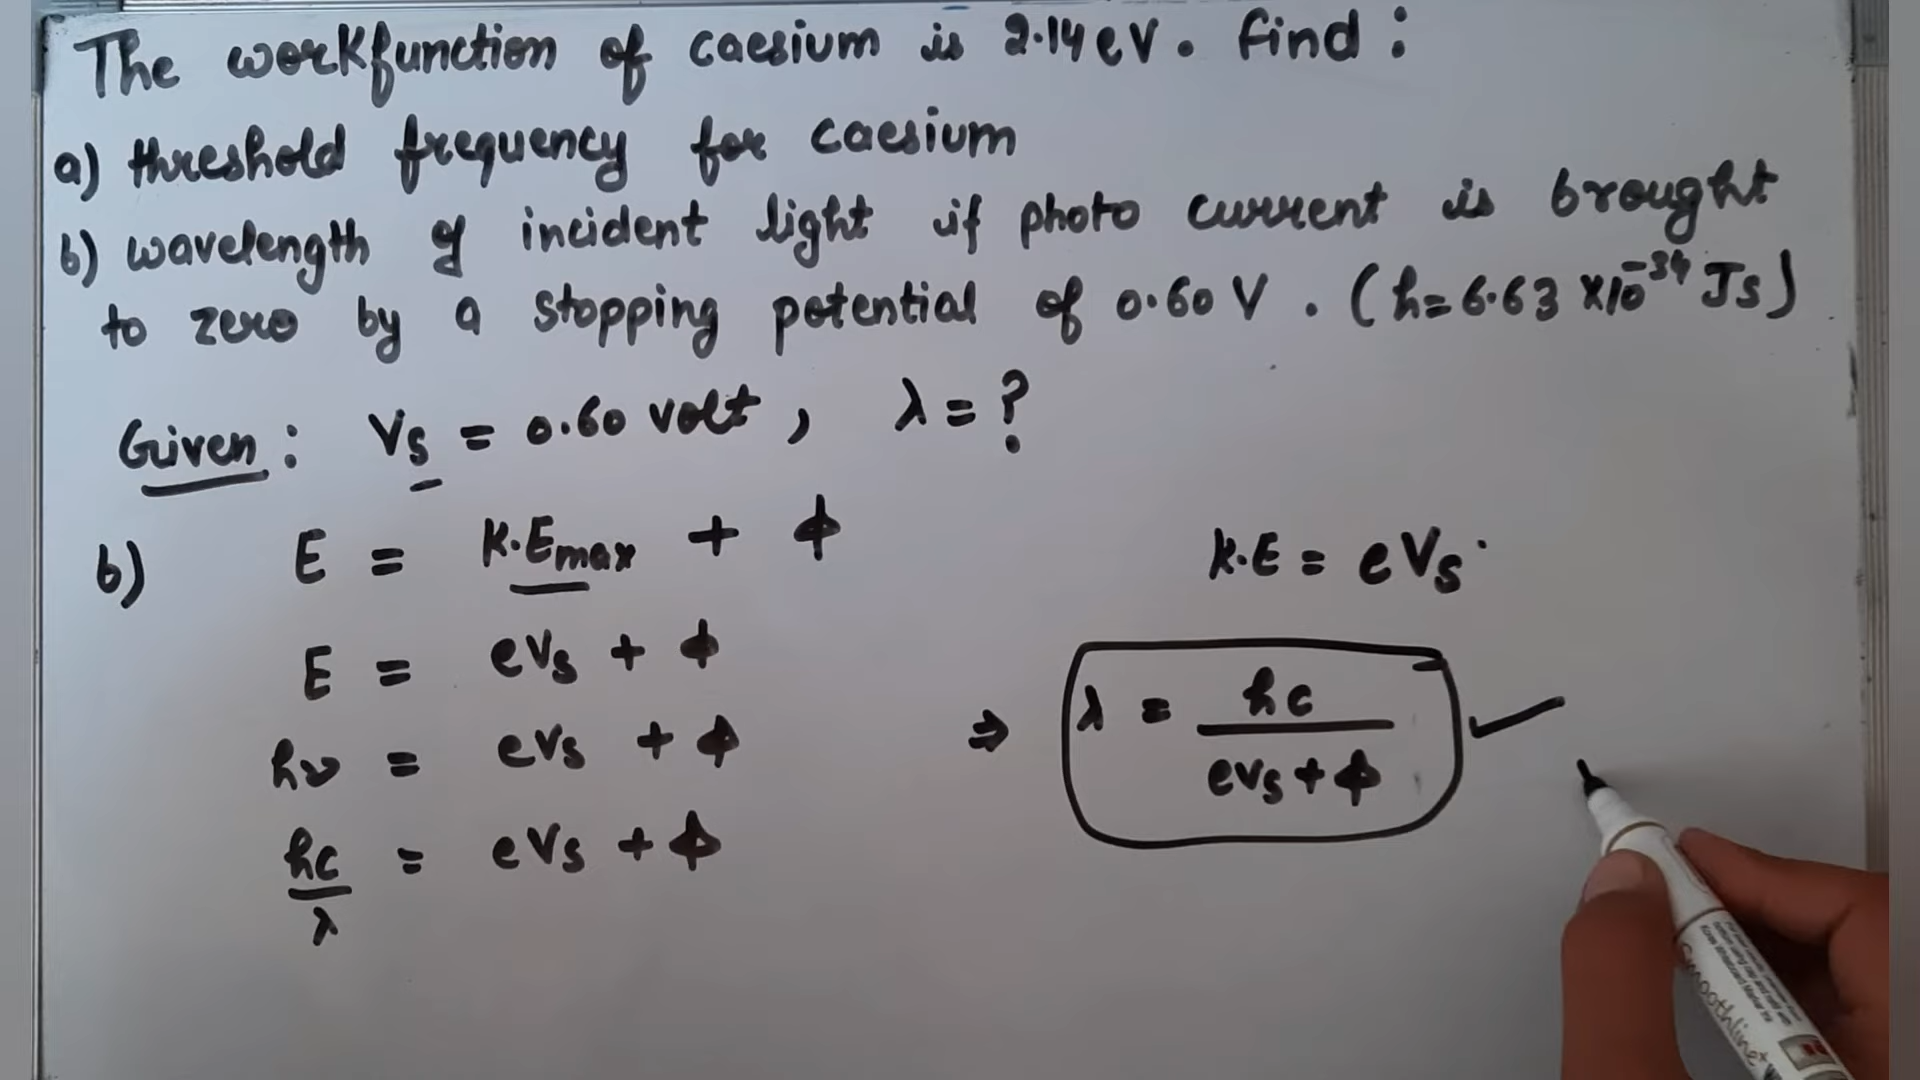 The workfunction of caesium is 2.14 eV. find :
a) threshold frequency for caesium
b) wavelength of incident light if photo current is brought
to zero by a stopping potential of 0.60 V. (h= 6.63 ×10⁻³⁴ Js)
Given : Vs = 0.60 volt , λ = ?
b) E = K.Emax + ϕ
K.E = eVs
E = eVs + ϕ
hν = eVs + ϕ
⇒ λ = hc / eVs + ϕ ✓
hc / λ = eVs + ϕ
Smoothline